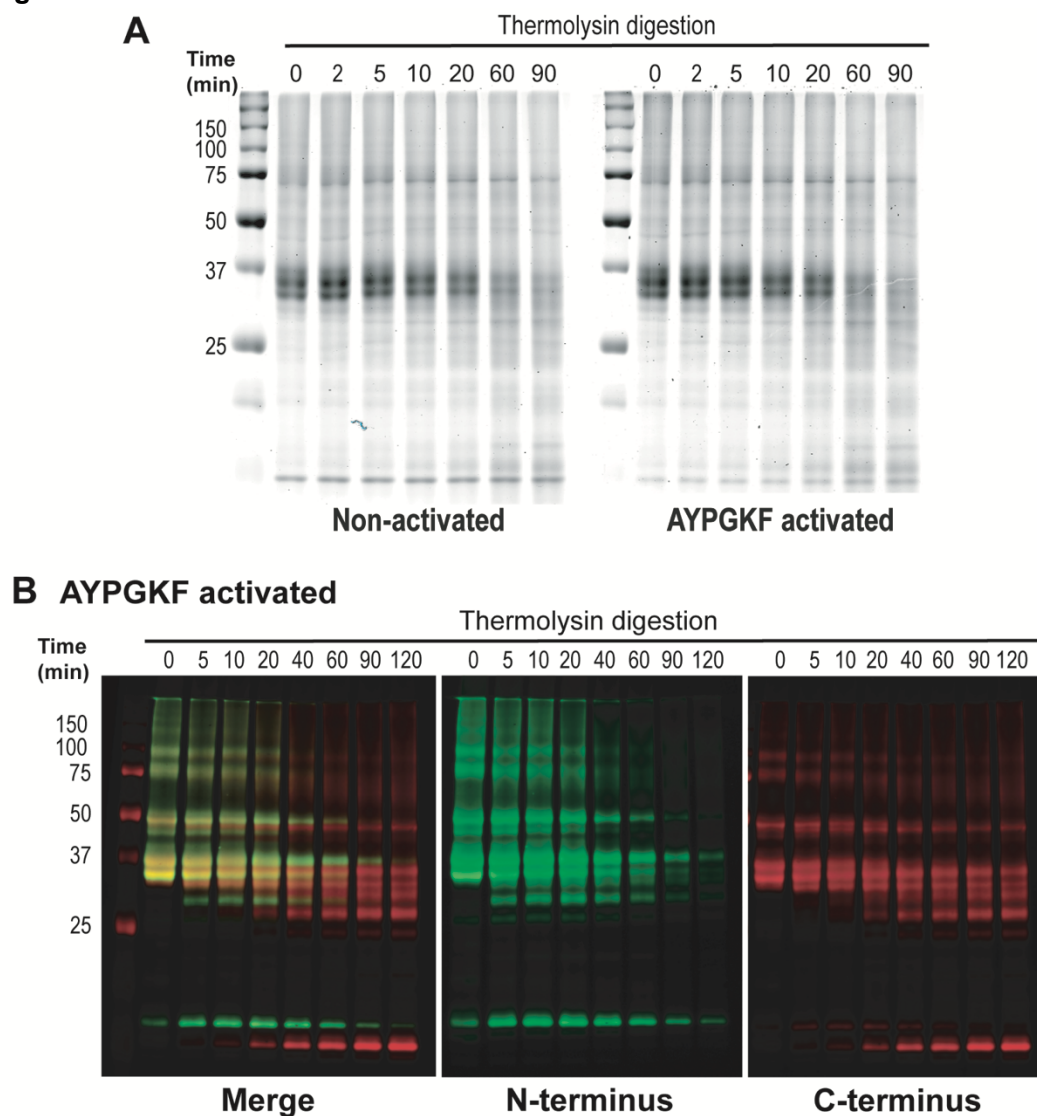 A
Thermolysin digestion
Time (min) 0 2 5 10 20 60 90 0 2 5 10 20 60 90
150
100
75
50
37
25
Non-activated AYPGKF activated
B AYPGKF activated
Thermolysin digestion
Time (min) 0 5 10 20 40 60 90 120 0 5 10 20 40 60 90 120 0 5 10 20 40 60 90 120
150
100
75
50
37
25
Merge N-terminus C-terminus